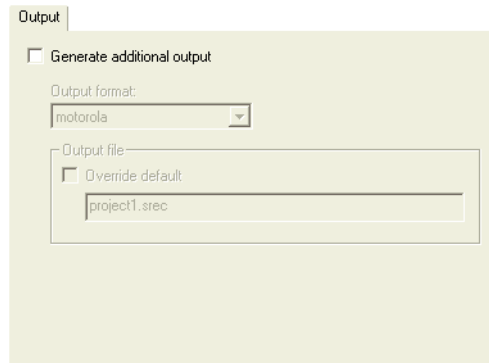 Output
Generate additional output
Output format:
motorola
Output file
Override default
project1.srec